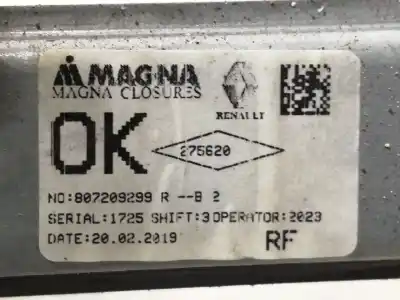 MAGNA
MAGNA CLOSURES
RENAULT
OK
275620
NO:807209299 R --B 2
SERIAL:1725 SHIFT:3 OPERATOR:2023
DATE:20.02.2019
RF